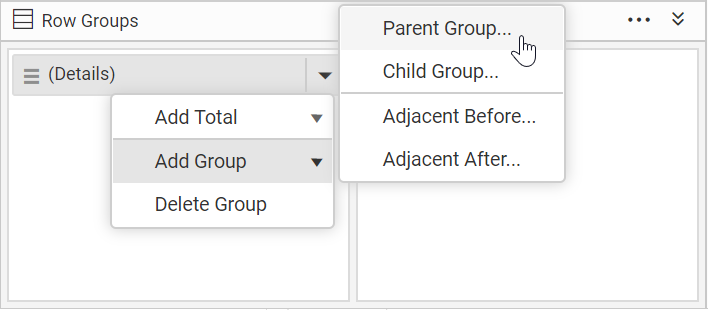 Row Groups
(Details)
Add Total
Add Group
Delete Group
Parent Group...
Child Group...
Adjacent Before...
Adjacent After...